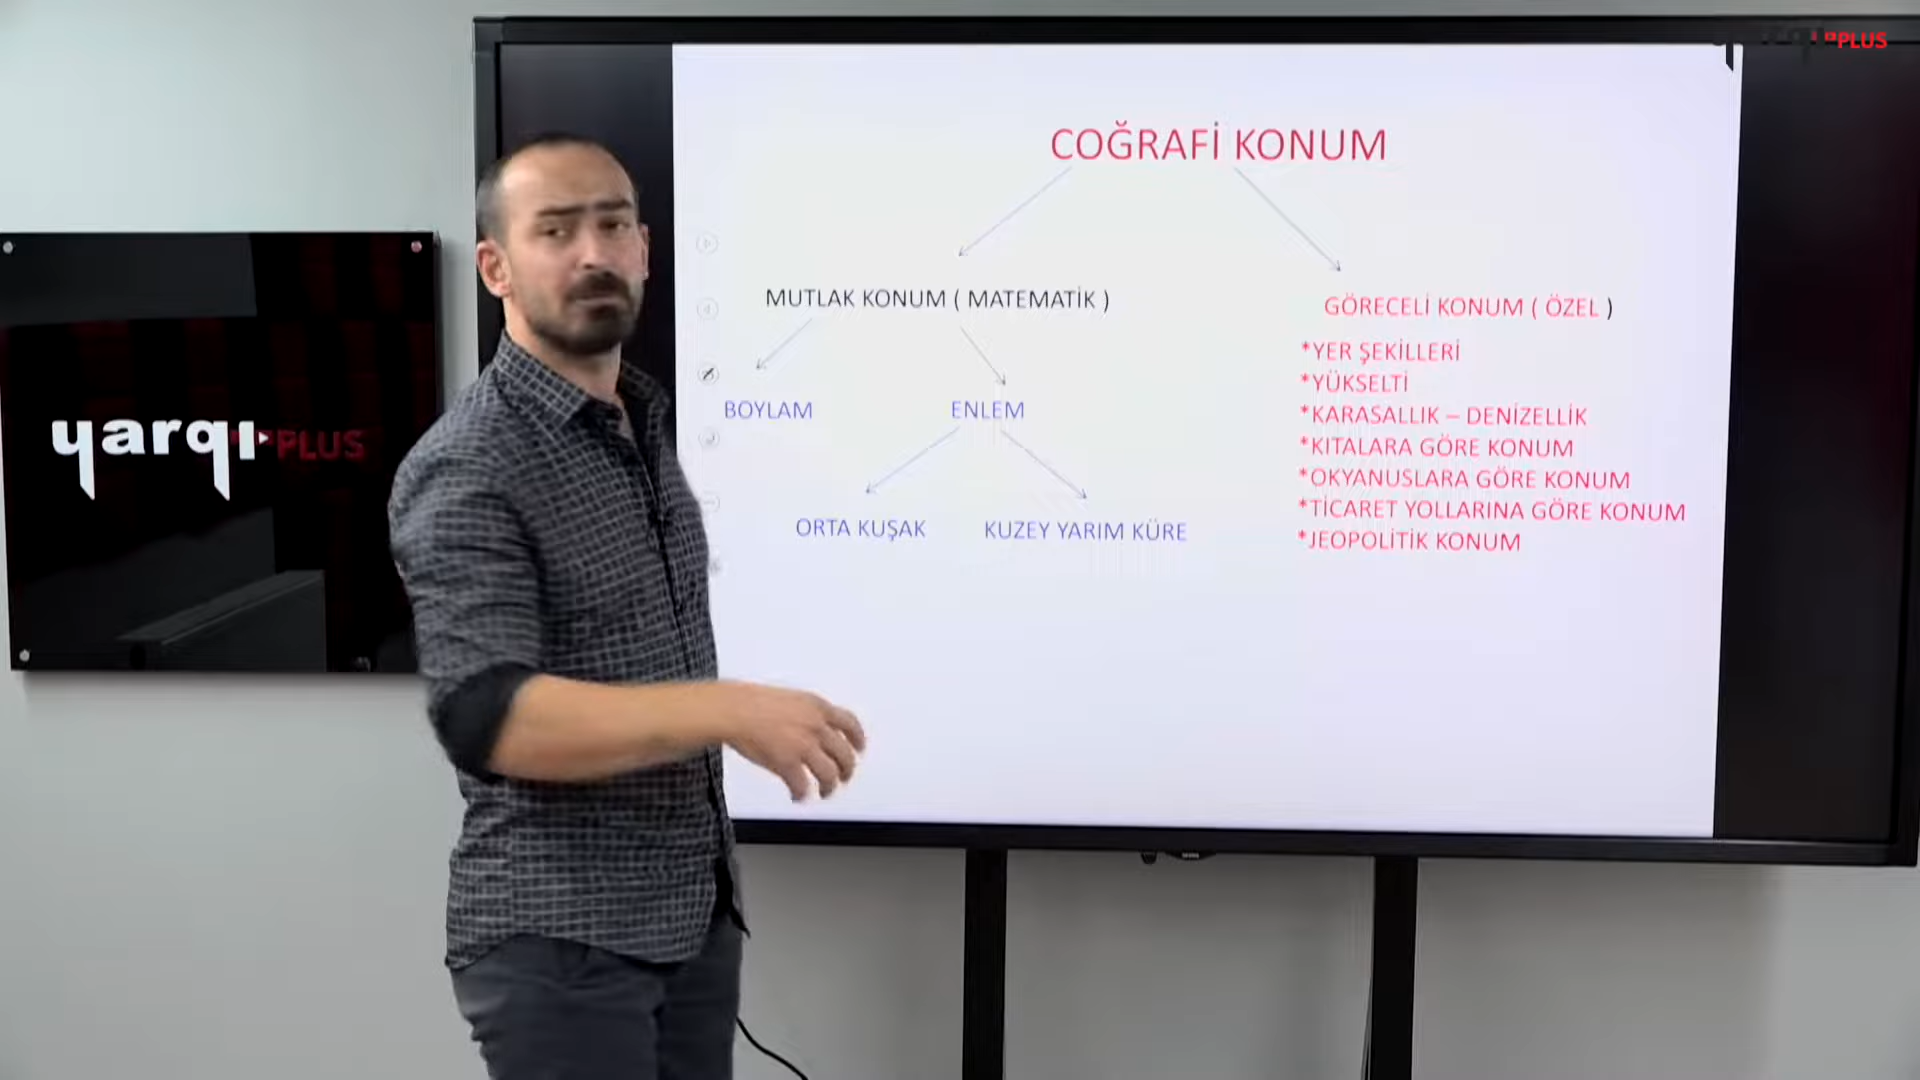 yargı PLUS
PLUS
COĞRAFİ KONUM
MUTLAK KONUM ( MATEMATİK )
BOYLAM
ENLEM
ORTA KUŞAK
KUZEY YARIM KÜRE
GÖRECELİ KONUM ( ÖZEL )
*YER ŞEKİLLERİ
*YÜKSELTİ
*KARASALLIK – DENİZELLİK
*KITALARA GÖRE KONUM
*OKYANUSLARA GÖRE KONUM
*TİCARET YOLLARINA GÖRE KONUM
*JEOPOLİTİK KONUM